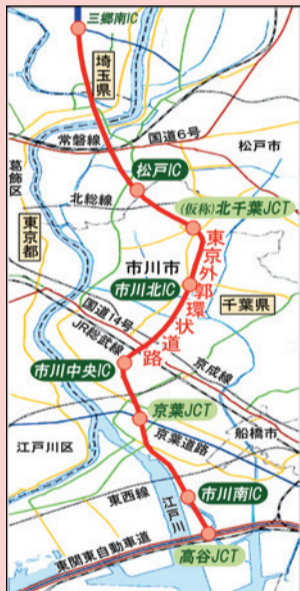 三郷南IC
埼玉県
常磐線
国道6号
松戸市
葛飾区
松戸IC
北総線
(仮称)北千葉JCT
東京都
東京外郭環状道路
市川市
市川北IC
千葉県
国道14号
JR総武線
京成線
市川中央IC
京葉JCT
江戸川区
京葉道路
船橋市
東西線
江戸川
市川南IC
東関東自動車道
高谷JCT